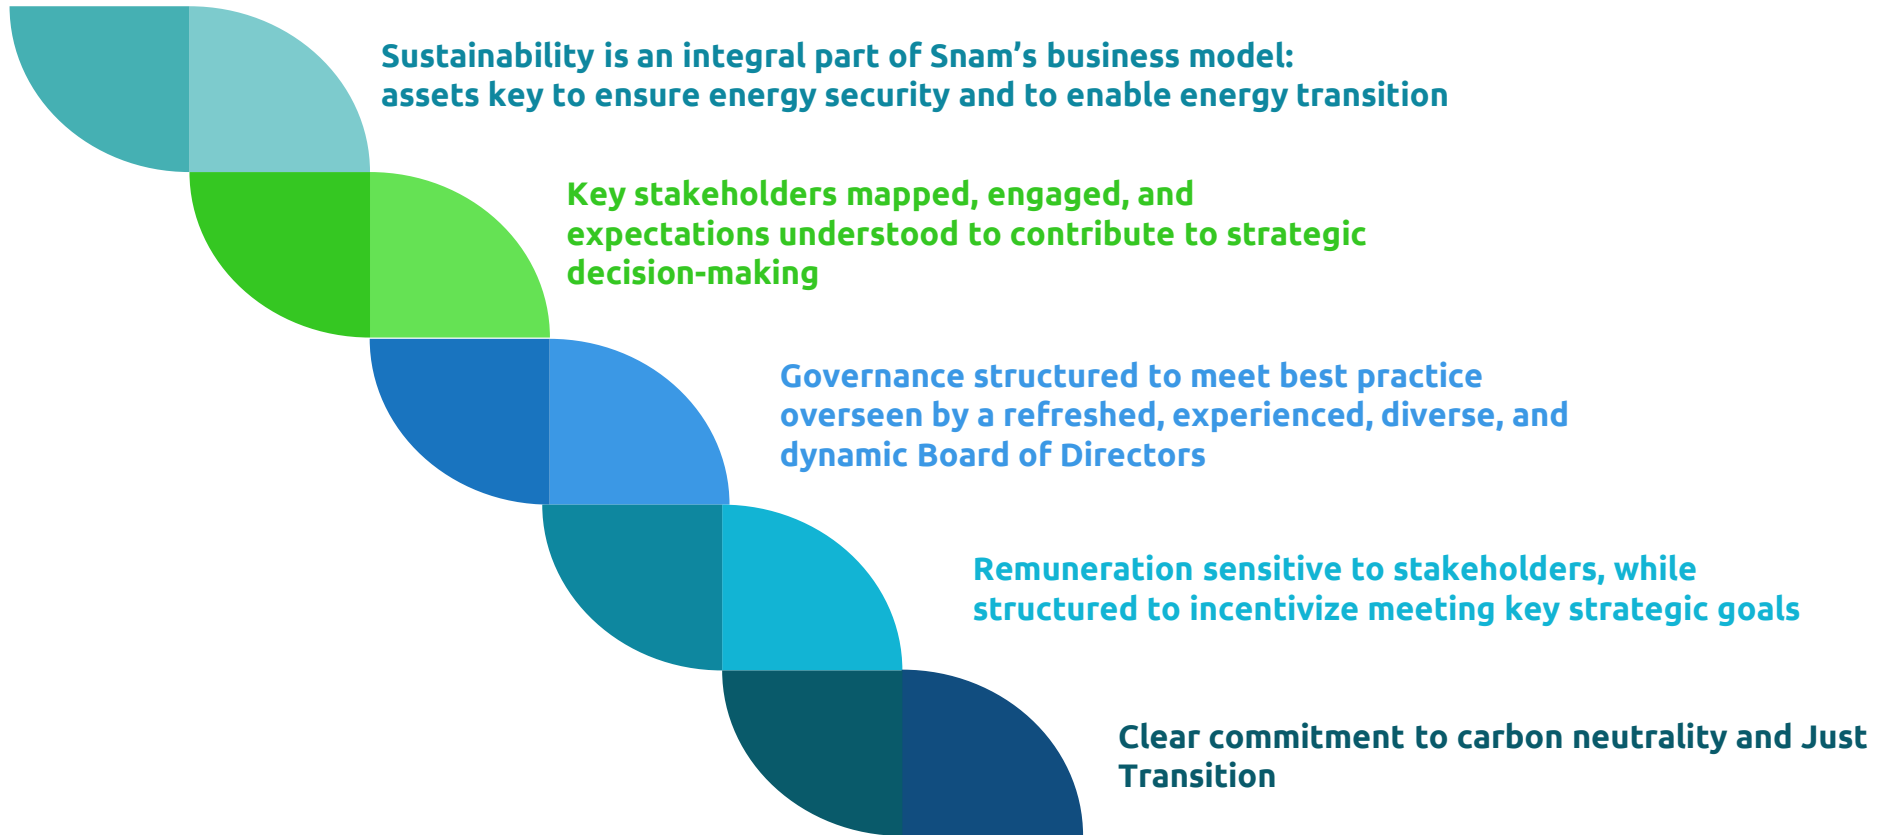 Sustainability is an integral part of Snam’s business model:
assets key to ensure energy security and to enable energy transition
Key stakeholders mapped, engaged, and
expectations understood to contribute to strategic
decision-making
Governance structured to meet best practice
overseen by a refreshed, experienced, diverse, and
dynamic Board of Directors
Remuneration sensitive to stakeholders, while
structured to incentivize meeting key strategic goals
Clear commitment to carbon neutrality and Just
Transition